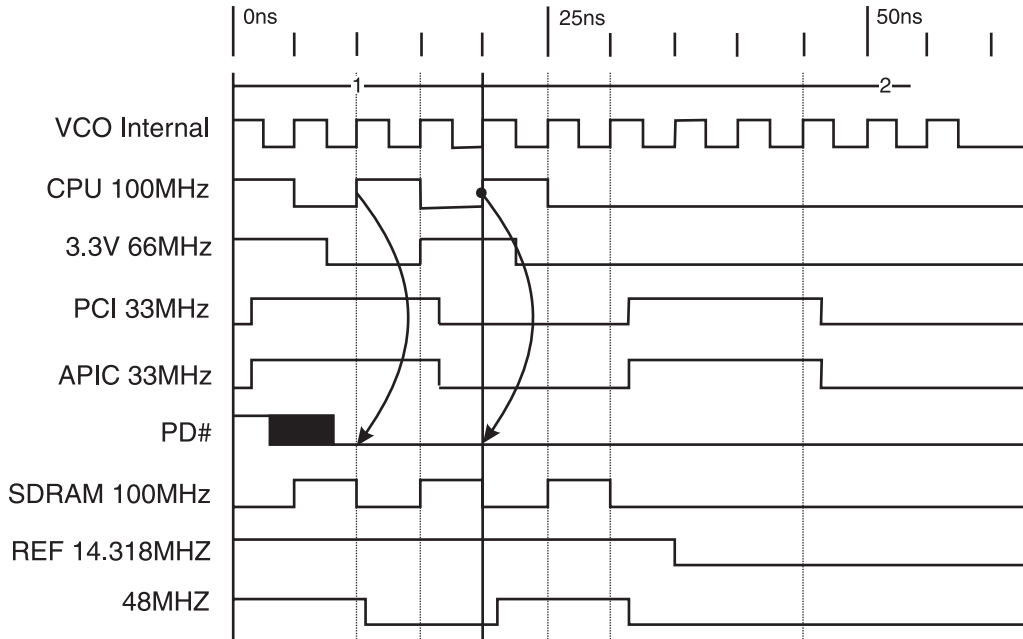 0ns 25ns 50ns
1 2
VCO Internal
CPU 100MHz
3.3V 66MHz
PCI 33MHz
APIC 33MHz
PD#
SDRAM 100MHz
REF 14.318MHZ
48MHZ